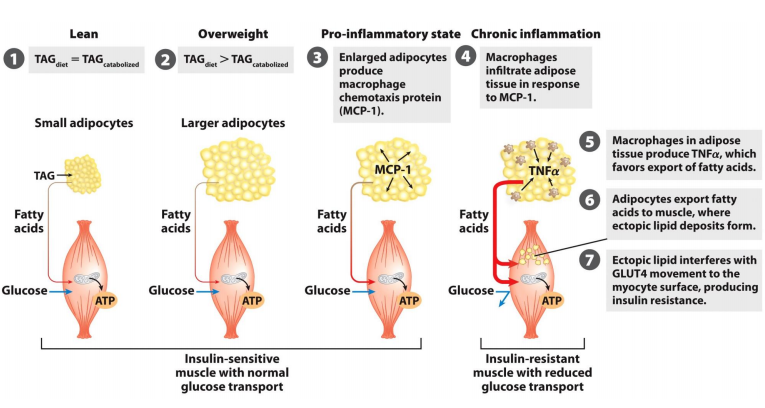 Lean
1
TAGdiet = TAGcatabolized
Small adipocytes
TAG
Fatty
acids
Glucose
ATP
Overweight
2
TAGdiet > TAGcatabolized
Larger adipocytes
Fatty
acids
Glucose
ATP
Pro-inflammatory state
3
Enlarged adipocytes
produce
macrophage
chemotaxis protein
(MCP-1).
MCP-1
Fatty
acids
Glucose
ATP
Chronic inflammation
4
Macrophages
infiltrate adipose
tissue in response
to MCP-1.
TNFα
Fatty
acids
Glucose
ATP
5
Macrophages in adipose
tissue produce TNFα, which
favors export of fatty acids.
6
Adipocytes export fatty
acids to muscle, where
ectopic lipid deposits form.
7
Ectopic lipid interferes with
GLUT4 movement to the
myocyte surface, producing
insulin resistance.
Insulin-sensitive
muscle with normal
glucose transport
Insulin-resistant
muscle with reduced
glucose transport